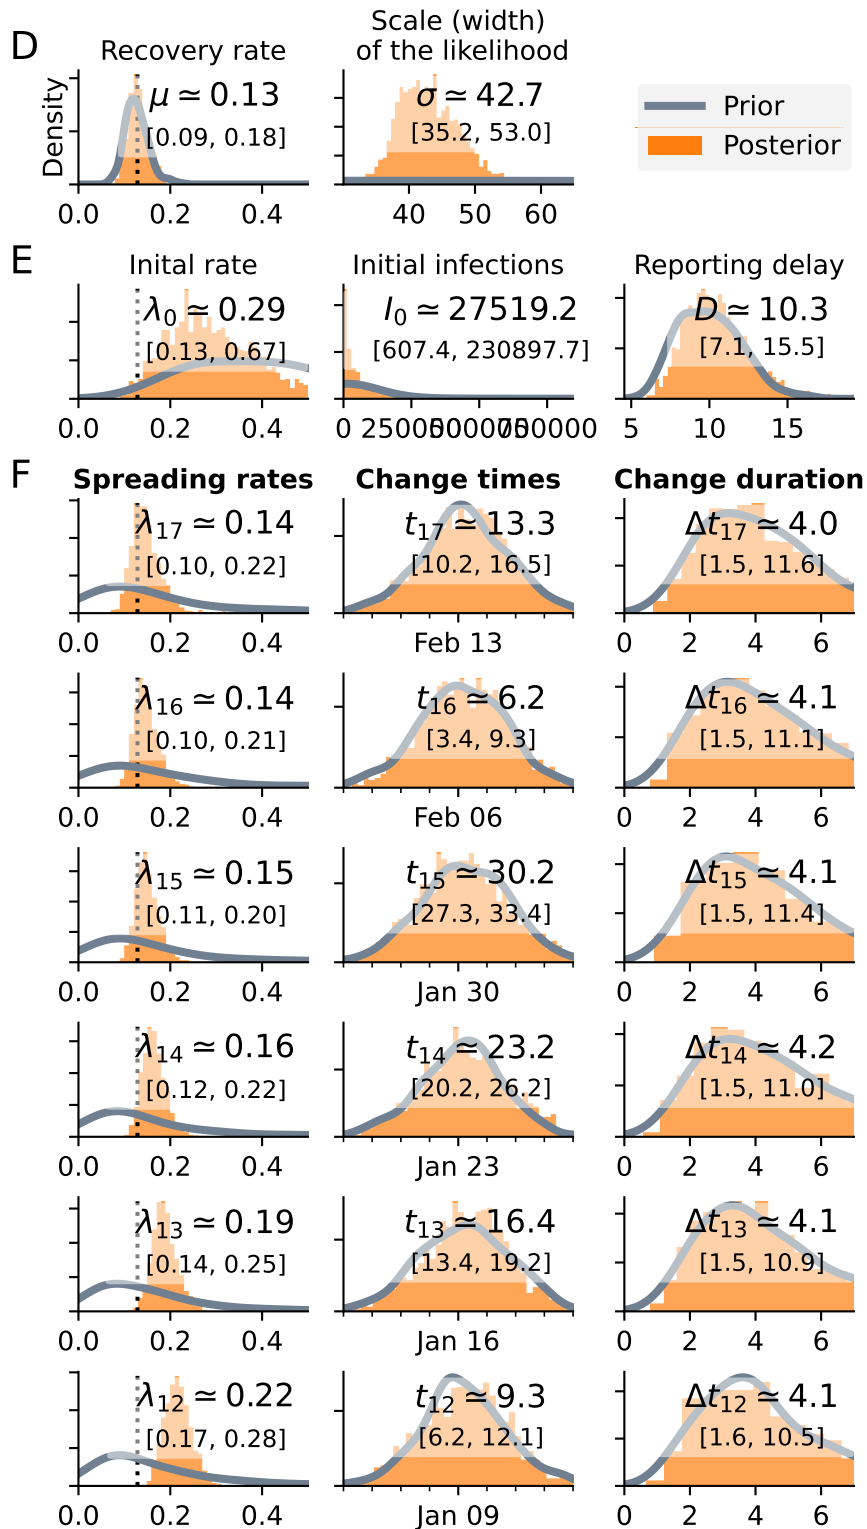 D
Recovery rate
Scale (width)
of the likelihood
Density
μ ≃ 0.13
[0.09, 0.18]
σ ≃ 42.7
[35.2, 53.0]
Prior
Posterior
0.0 0.2 0.4
40 50 60
E
Inital rate
Initial infections
Reporting delay
λ0 ≃ 0.29
[0.13, 0.67]
I0 ≃ 27519.2
[607.4, 230897.7]
D ≃ 10.3
[7.1, 15.5]
0.0 0.2 0.4
0 250000 500000 750000
5 10 15
F
Spreading rates Change times Change duration
λ17 ≃ 0.14
[0.10, 0.22]
t17 ≃ 13.3
[10.2, 16.5]
Δt17 ≃ 4.0
[1.5, 11.6]
0.0 0.2 0.4
Feb 13
0 2 4 6
λ16 ≃ 0.14
[0.10, 0.21]
t16 ≃ 6.2
[3.4, 9.3]
Δt16 ≃ 4.1
[1.5, 11.1]
0.0 0.2 0.4
Feb 06
0 2 4 6
λ15 ≃ 0.15
[0.11, 0.20]
t15 ≃ 30.2
[27.3, 33.4]
Δt15 ≃ 4.1
[1.5, 11.4]
0.0 0.2 0.4
Jan 30
0 2 4 6
λ14 ≃ 0.16
[0.12, 0.22]
t14 ≃ 23.2
[20.2, 26.2]
Δt14 ≃ 4.2
[1.5, 11.0]
0.0 0.2 0.4
Jan 23
0 2 4 6
λ13 ≃ 0.19
[0.14, 0.25]
t13 ≃ 16.4
[13.4, 19.2]
Δt13 ≃ 4.1
[1.5, 10.9]
0.0 0.2 0.4
Jan 16
0 2 4 6
λ12 ≃ 0.22
[0.17, 0.28]
t12 ≃ 9.3
[6.2, 12.1]
Δt12 ≃ 4.1
[1.6, 10.5]
0.0 0.2 0.4
Jan 09
0 2 4 6